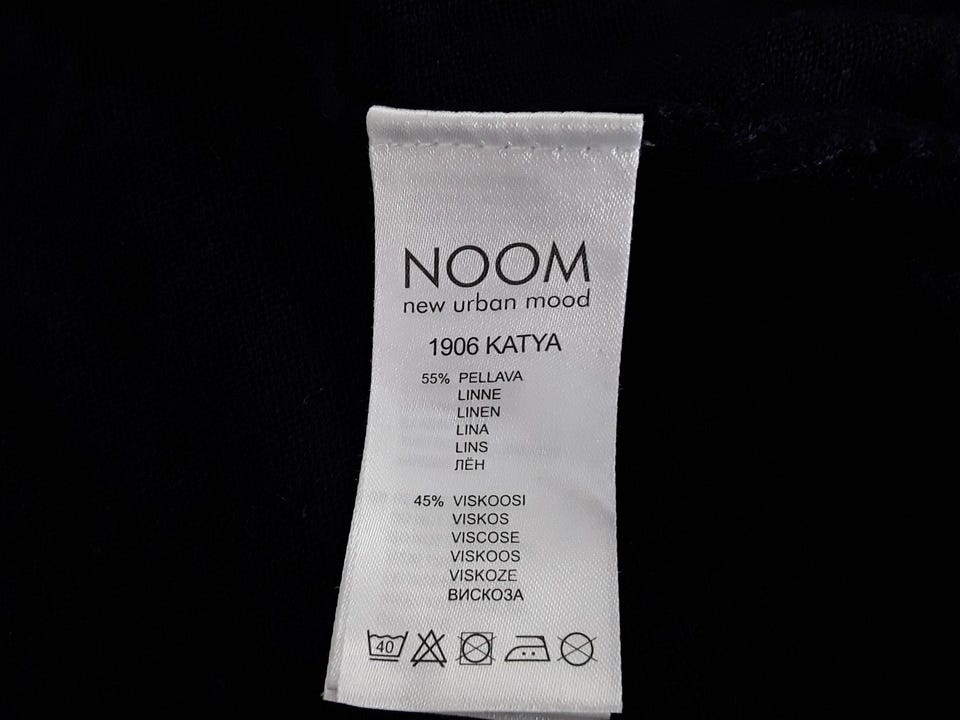 NOOM
new urban mood
1906 KATYA
55% PELLAVA
LINNE
LINEN
LINA
LINS
ЛЁН
45% VISKOOSI
VISKOS
VISCOSE
VISKOOS
VISKOZE
ВИСКОЗА
40